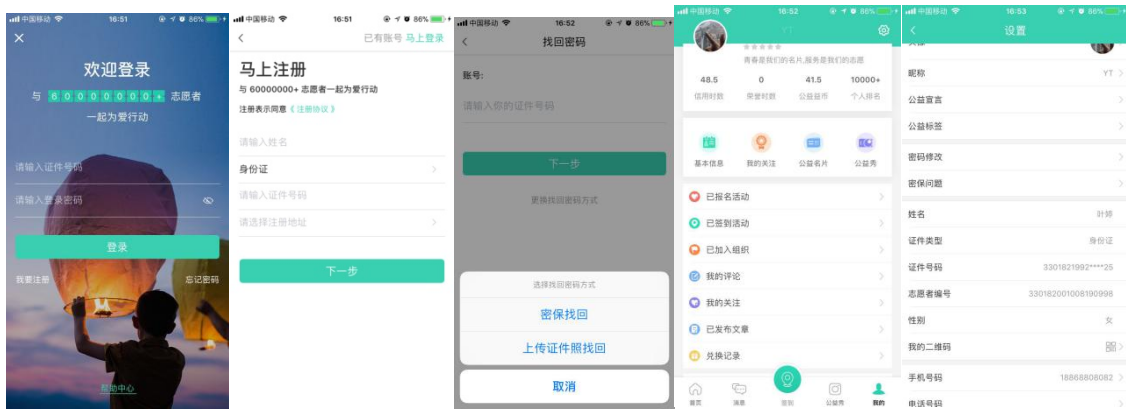 中国移动 16:51 86%
欢迎登录
与 60000000+ 志愿者
一起为爱行动
请输入证件号码
请输入登录密码
登录
我要注册 忘记密码
帮助中心
中国移动 16:51 86%
已有账号 马上登录
马上注册
与 60000000+ 志愿者一起为爱行动
注册表示同意《注册协议》
请输入姓名
身份证
请输入证件号码
请选择注册地址
下一步
中国移动 16:52 86%
找回密码
账号:
请输入你的证件号码
下一步
更换找回密码方式
选择找回密码方式
密保找回
上传证件照找回
取消
中国移动 16:52 86%
YT
青春是我们的名片,服务是我们的志愿
48.5 0 41.5 10000+
信用时数 荣誉时数 公益益币 个人排名
基本信息 我的关注 公益名片 公益秀
已报名活动
已签到活动
已加入组织
我的评论
我的关注
已发布文章
兑换记录
首页 消息 签到 公益秀 我的
中国移动 16:53 86%
设置
昵称 YT
公益宣言
公益标签
密码修改
密保问题
姓名 叶婷
证件类型 身份证
证件号码 3301821992****25
志愿者编号 330182001008190998
性别 女
我的二维码
手机号码 18868808082
电话号码